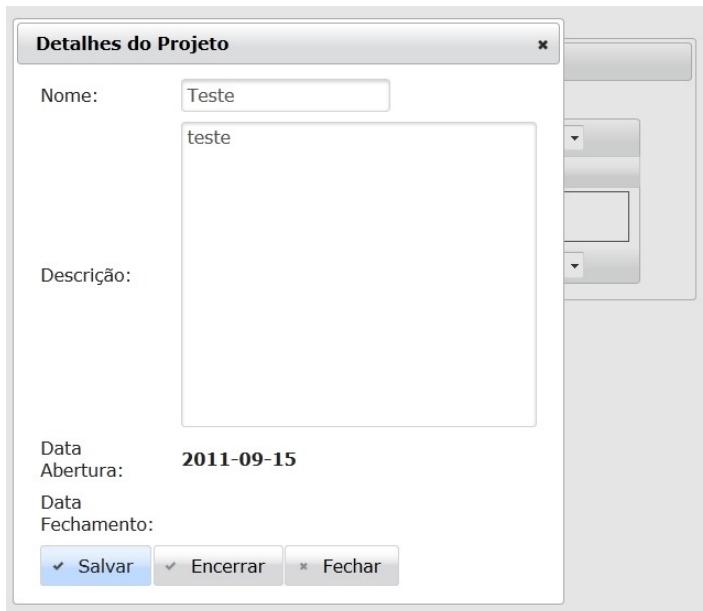 Detalhes do Projeto
Nome: Teste
teste
Descrição:
Data
Abertura: 2011-09-15
Data
Fechamento:
Salvar Encerrar Fechar